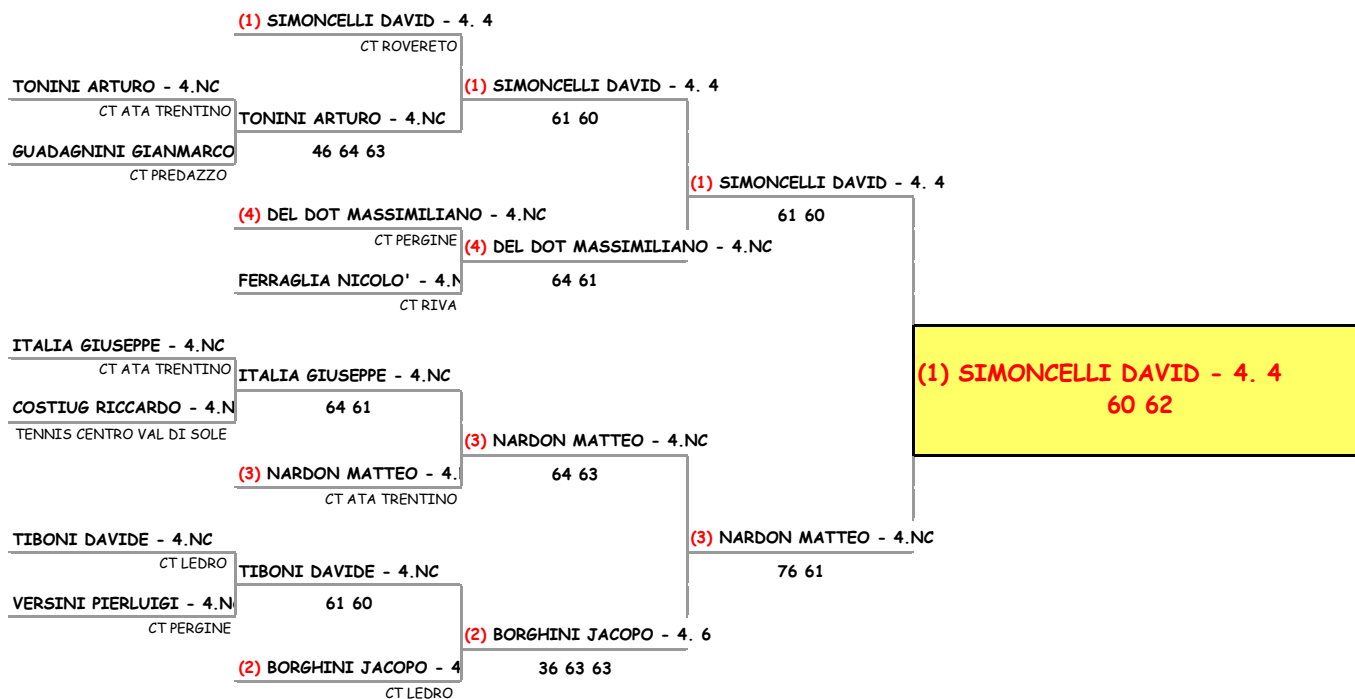 (1) SIMONCELLI DAVID - 4. 4
CT ROVERETO
TONINI ARTURO - 4.NC
(1) SIMONCELLI DAVID - 4. 4
CT ATA TRENTINO
TONINI ARTURO - 4.NC
61 60
GUADAGNINI GIANMARCO
46 64 63
CT PREDAZZO
(1) SIMONCELLI DAVID - 4. 4
(4) DEL DOT MASSIMILIANO - 4.NC
61 60
CT PERGINE
(4) DEL DOT MASSIMILIANO - 4.NC
FERRAGLIA NICOLO' - 4.N
64 61
CT RIVA
ITALIA GIUSEPPE - 4.NC
CT ATA TRENTINO
ITALIA GIUSEPPE - 4.NC
(1) SIMONCELLI DAVID - 4. 4
60 62
COSTIUG RICCARDO - 4.N
64 61
TENNIS CENTRO VAL DI SOLE
(3) NARDON MATTEO - 4.NC
(3) NARDON MATTEO - 4.
64 63
CT ATA TRENTINO
TIBONI DAVIDE - 4.NC
(3) NARDON MATTEO - 4.NC
CT LEDRO
TIBONI DAVIDE - 4.NC
76 61
VERSINI PIERLUIGI - 4.N
61 60
CT PERGINE
(2) BORGHINI JACOPO - 4. 6
(2) BORGHINI JACOPO - 4
36 63 63
CT LEDRO